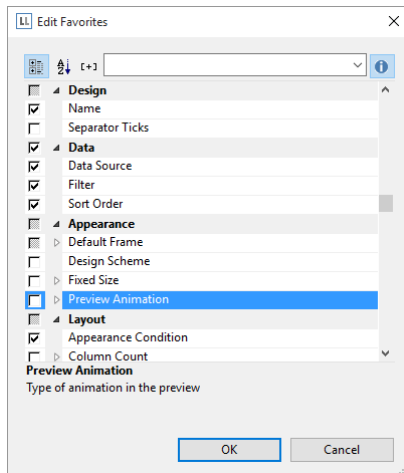 LL Edit Favorites
A Z [+]
Design
Name
Separator Ticks
Data
Data Source
Filter
Sort Order
Appearance
Default Frame
Design Scheme
Fixed Size
Preview Animation
Layout
Appearance Condition
Column Count
Preview Animation
Type of animation in the preview
OK Cancel